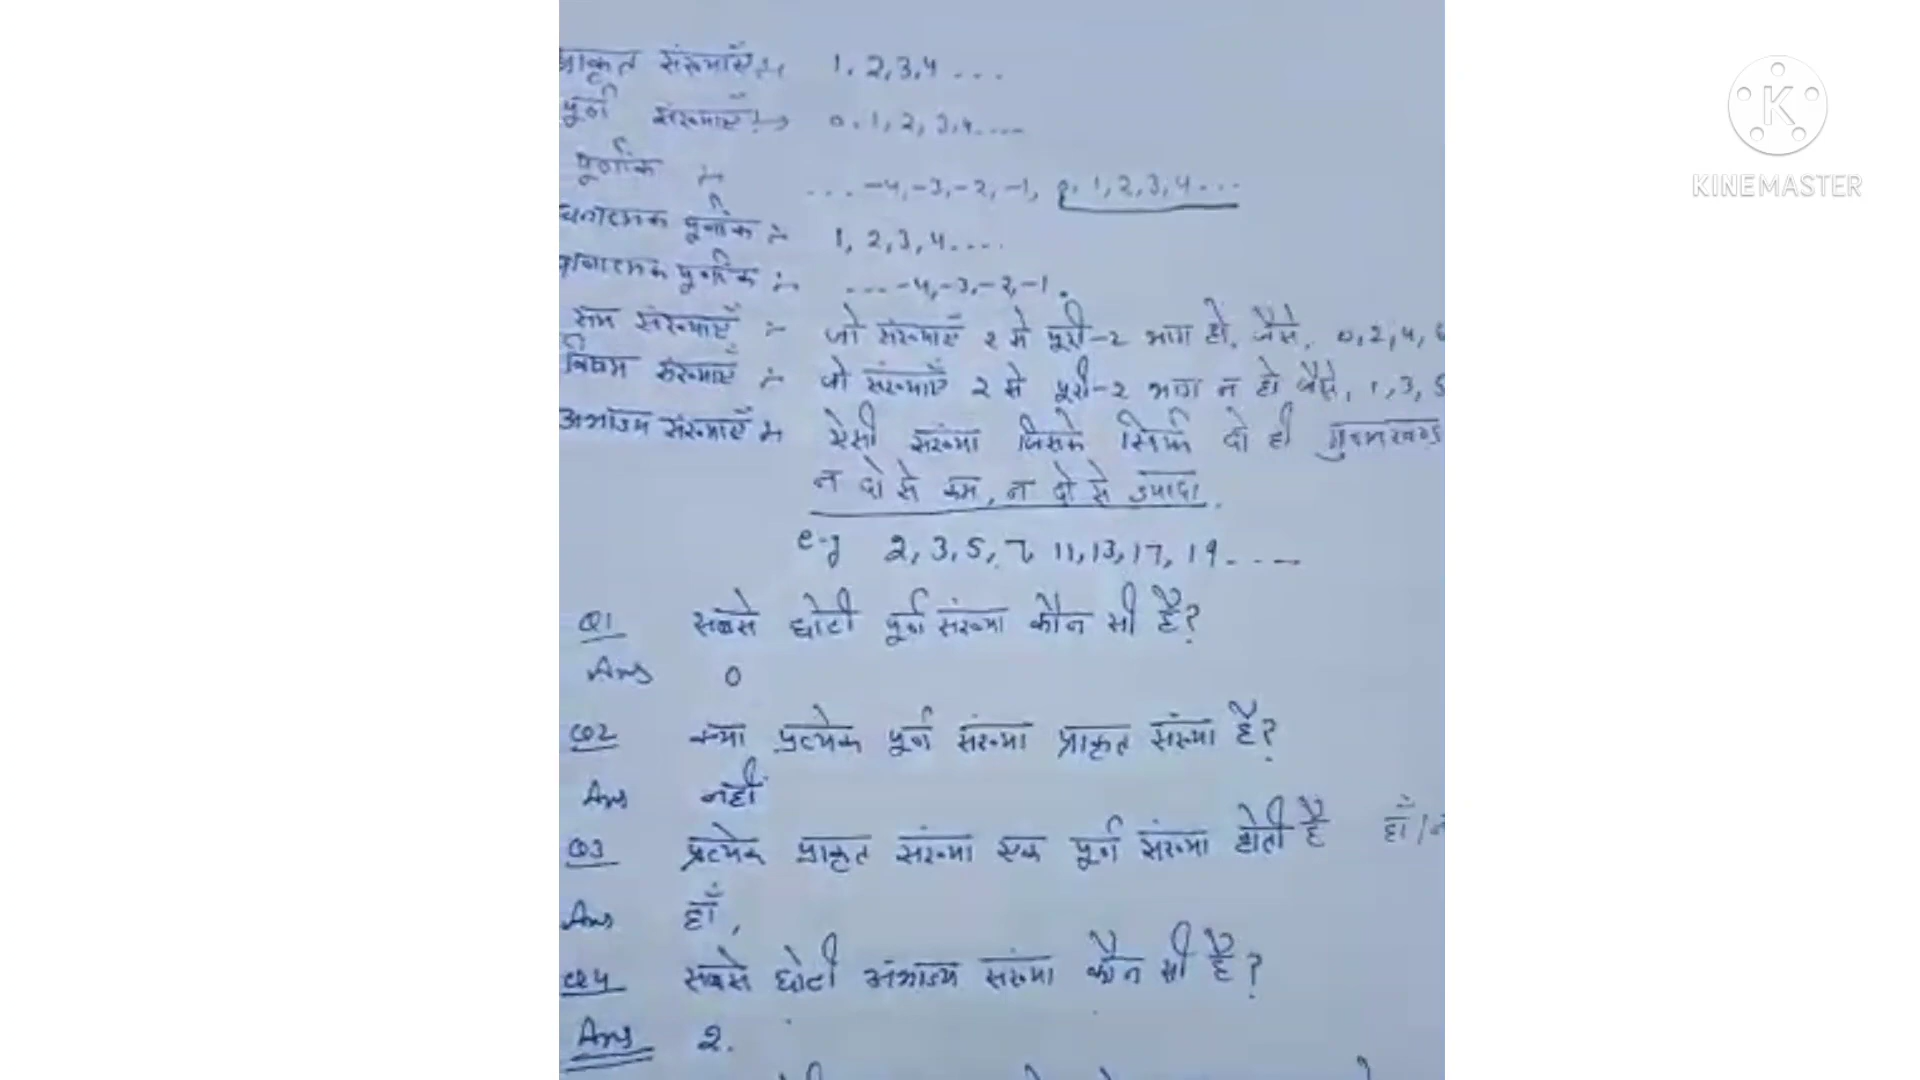 प्राकृत संख्याएँ :- 1, 2, 3, 4 ...
पूर्ण संख्याएँ :-> 0, 1, 2, 3, 4 ....
पूर्णांक :- ... -4, -3, -2, -1, 0, 1, 2, 3, 4 ...
धनात्मक पूर्णांक :- 1, 2, 3, 4 ....
ऋणात्मक पूर्णांक :- .... -4, -3, -2, -1.
सम संख्याएँ :- जो संख्याएँ 2 से पूरी-2 भाग हो, जैसे, 0, 2, 4, 6
विषम संख्याएँ :- जो संख्याएँ 2 से पूरी-2 भाग न हो जैसे, 1, 3, 5
अभाज्य संख्याएँ :- ऐसी संख्या जिसके सिर्फ दो ही गुणनखण्ड
न दो से कम, न दो से ज्यादा.
e.g 2, 3, 5, 7, 11, 13, 17, 19 ....
Q1 सबसे छोटी पूर्ण संख्या कौन सी है?
Ans 0
Q2 क्या प्रत्येक पूर्ण संख्या प्राकृत संख्या है?
Ans नहीं
Q3 प्रत्येक प्राकृत संख्या एक पूर्ण संख्या होती है हाँ/न
Ans हाँ,
Q4 सबसे छोटी अभाज्य संख्या कौन सी है?
Ans 2.
KINEMASTER